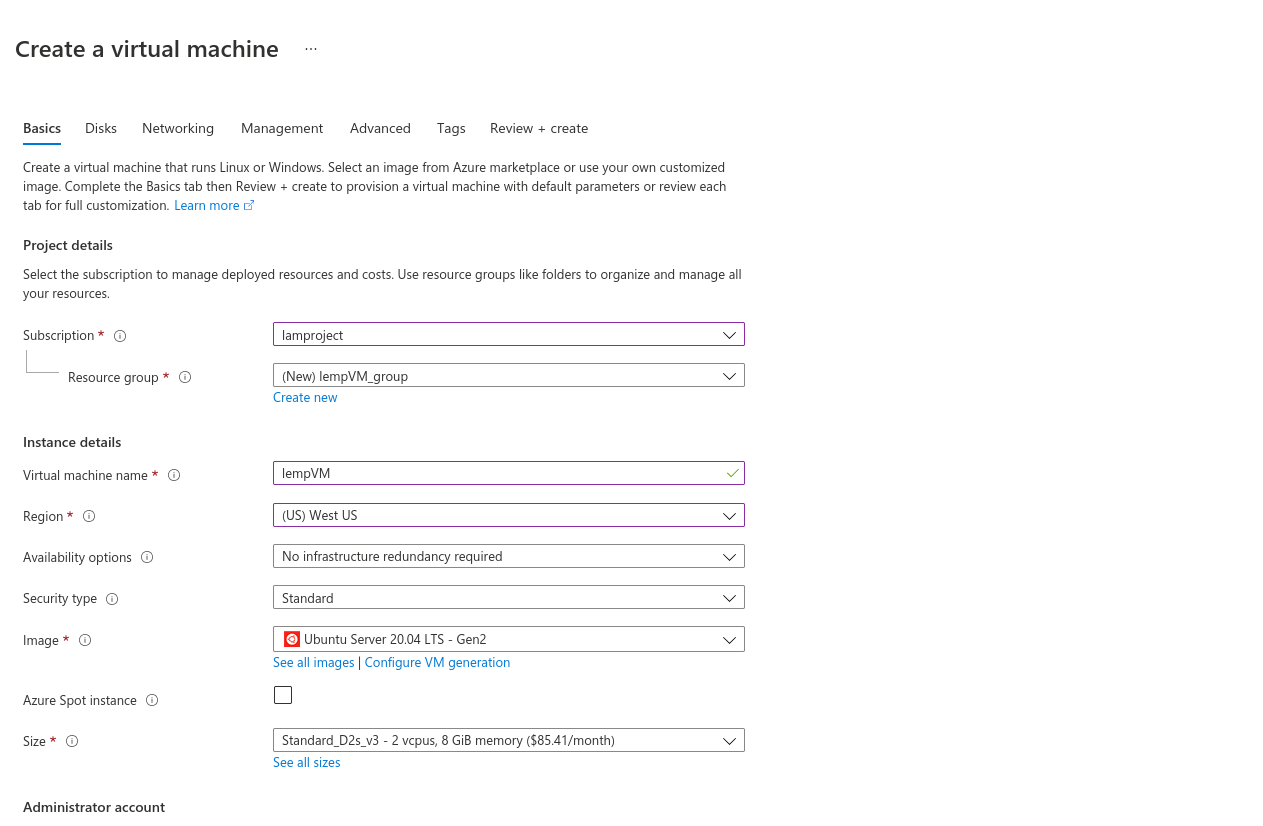 Create a virtual machine ...
Basics Disks Networking Management Advanced Tags Review + create
Create a virtual machine that runs Linux or Windows. Select an image from Azure marketplace or use your own customized
image. Complete the Basics tab then Review + create to provision a virtual machine with default parameters or review each
tab for full customization. Learn more
Project details
Select the subscription to manage deployed resources and costs. Use resource groups like folders to organize and manage all
your resources.
Subscription * lamproject
Resource group * (New) lempVM_group
Create new
Instance details
Virtual machine name * lempVM
Region * (US) West US
Availability options No infrastructure redundancy required
Security type Standard
Image * Ubuntu Server 20.04 LTS - Gen2
See all images | Configure VM generation
Azure Spot instance
Size * Standard_D2s_v3 - 2 vcpus, 8 GiB memory ($85.41/month)
See all sizes
Administrator account